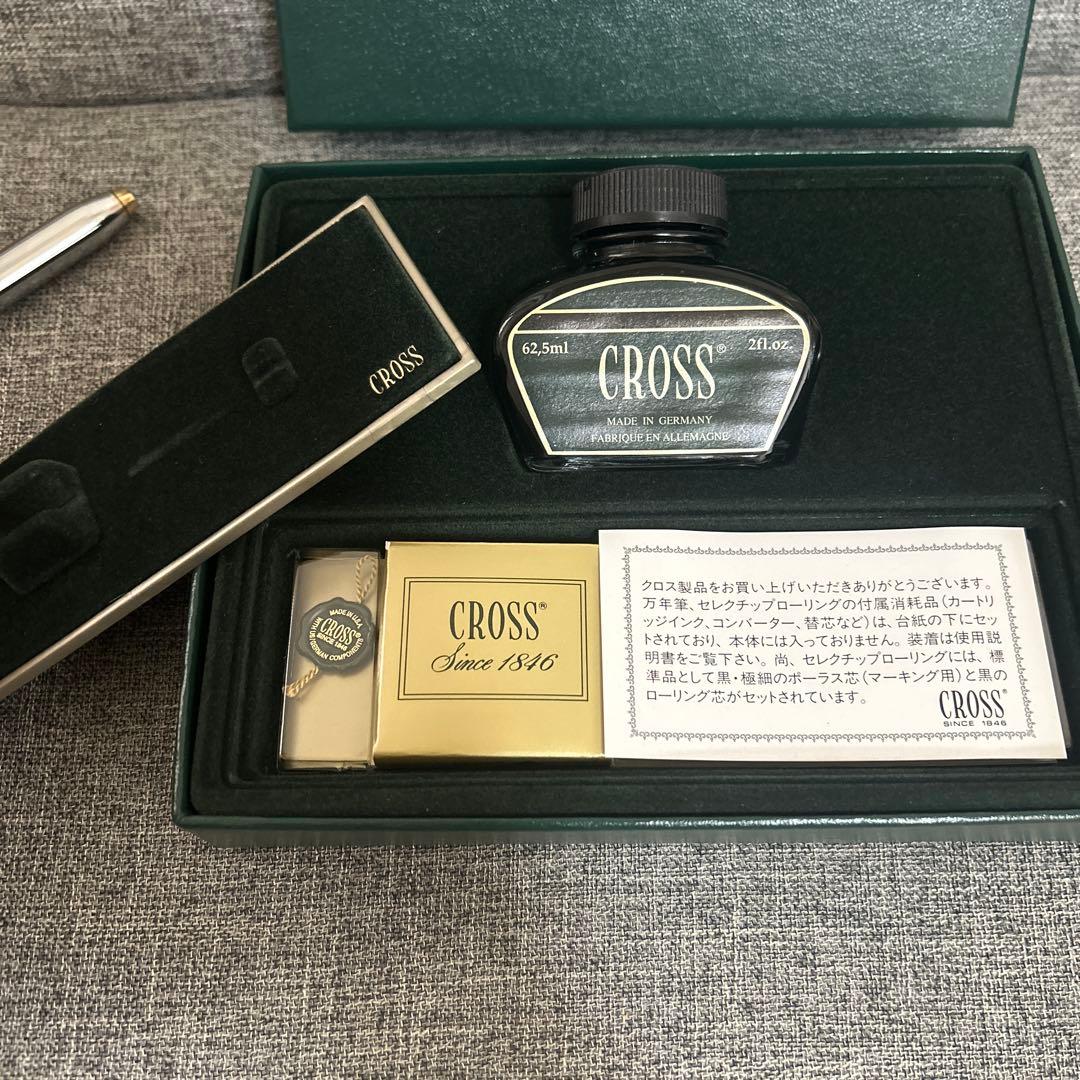 CROSS
62,5ml CROSS® 2fl.oz.
MADE IN GERMANY
FABRIQUE EN ALLEMAGNE
MADE IN U.S.A.
CROSS®
SINCE 1846
CROSS®
Since 1846
クロス製品をお買い上げいただきありがとうございます。
万年筆、セレクチップローリングの付属消耗品(カートリ
ッジインク、コンバーター、替芯など)は、台紙の下にセッ
トされており、本体には入っておりません。装着は使用説
明書をご覧下さい。尚、セレクチップローリングには、標
準品として黒・極細のポーラス芯(マーキング用)と黒の
ローリング芯がセットされています。
CROSS®
SINCE 1846